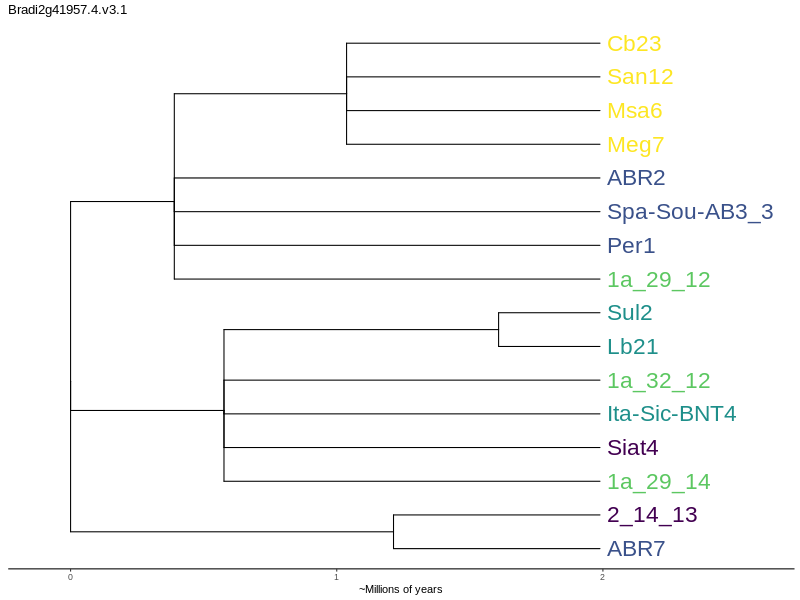 Bradi2g41957.4.v3.1
Cb23
San12
Msa6
Meg7
ABR2
Spa-Sou-AB3_3
Per1
1a_29_12
Sul2
Lb21
1a_32_12
Ita-Sic-BNT4
Siat4
1a_29_14
2_14_13
ABR7
0 1 2
~Millions of years